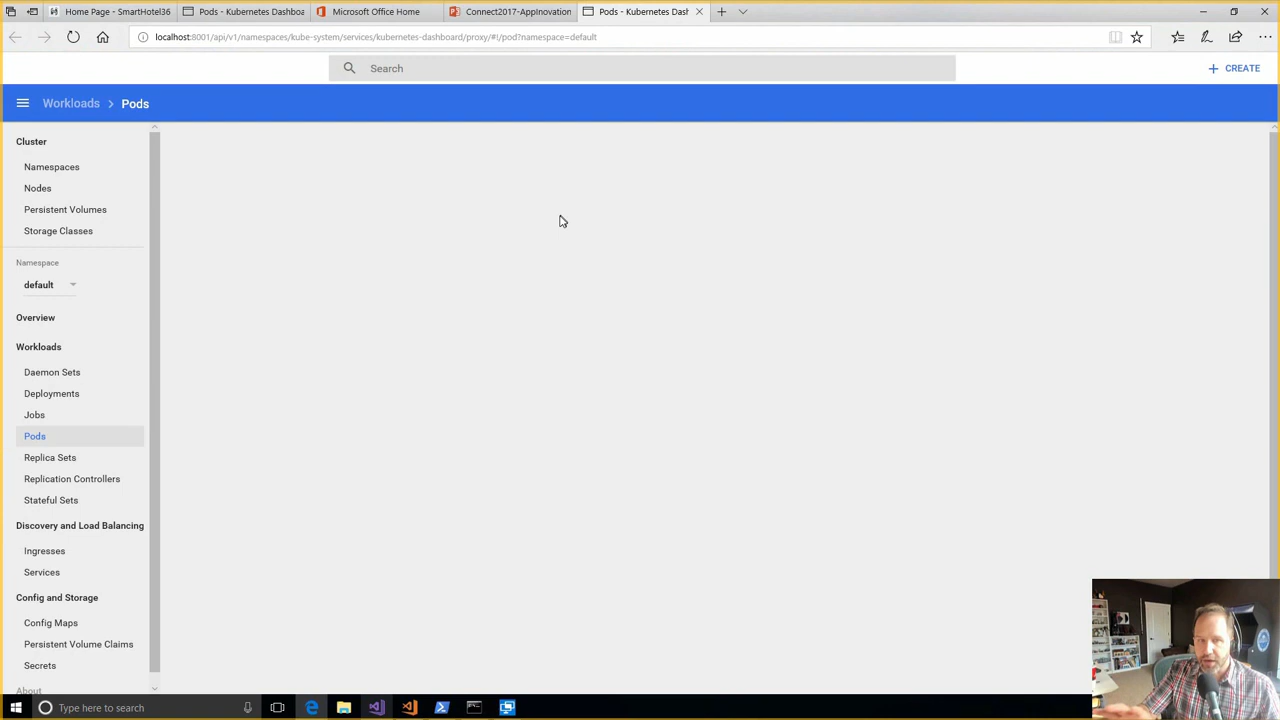 Home Page - SmartHotel36
Pods - Kubernetes Dashboa
Microsoft Office Home
Connect2017-AppInovation
Pods - Kubernetes Dash
localhost:8001/api/v1/namespaces/kube-system/services/kubernetes-dashboard/proxy/#!/pod?namespace=default
Search
CREATE
Workloads
Pods
Cluster
Namespaces
Nodes
Persistent Volumes
Storage Classes
Namespace
default
Overview
Workloads
Daemon Sets
Deployments
Jobs
Pods
Replica Sets
Replication Controllers
Stateful Sets
Discovery and Load Balancing
Ingresses
Services
Config and Storage
Config Maps
Persistent Volume Claims
Secrets
About
Type here to search